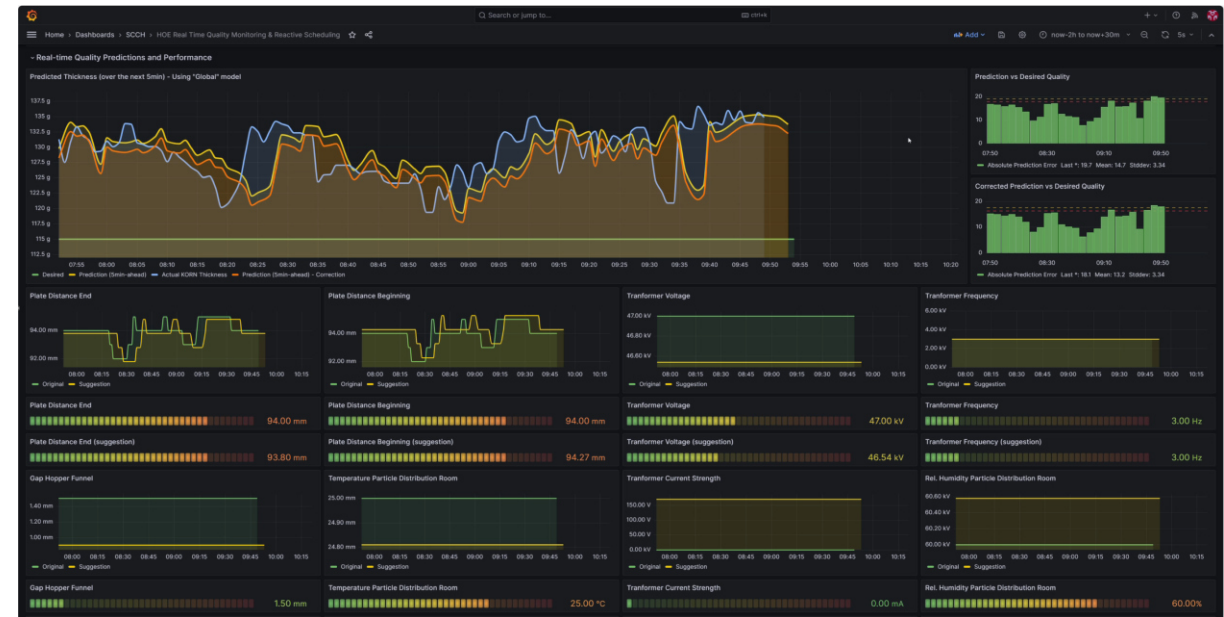 Search or jump to...
ctrl+k
Home › Dashboards › SCCH › HOE Real Time Quality Monitoring & Reactive Scheduling
Add
now-2h to now+30m
5s
Real-time Quality Predictions and Performance
Predicted Thickness (over the next 5min) - Using "Global" model
137.5 g
135 g
132.5 g
130 g
127.5 g
125 g
122.5 g
120 g
117.5 g
115 g
112.5 g
07:55 08:00 08:05 08:10 08:15 08:20 08:25 08:30 08:35 08:40 08:45 08:50 08:55 09:00 09:05 09:10 09:15 09:20 09:25 09:30 09:35 09:40 09:45 09:50 09:55 10:00 10:05 10:10 10:15 10:20
Desired Prediction (5min-ahead) Actual KORN Thickness Prediction (5min-ahead) - Correction
Prediction vs Desired Quality
20
10
0
07:50 08:30 09:10 09:50
Absolute Prediction Error Last *: 19.7 Mean: 14.7 Stddev: 3.34
Corrected Prediction vs Desired Quality
20
10
0
07:50 08:30 09:10 09:50
Absolute Prediction Error Last *: 16.1 Mean: 13.2 Stddev: 3.34
Plate Distance End
94.00 mm
92.00 mm
08:00 08:15 08:30 08:45 09:00 09:15 09:30 09:45 10:00 10:15
Original Suggestion
Plate Distance Beginning
94.00 mm
92.00 mm
08:00 08:15 08:30 08:45 09:00 09:15 09:30 09:45 10:00 10:15
Original Suggestion
Tranformer Voltage
47.00 kV
46.80 kV
46.60 kV
08:00 08:15 08:30 08:45 09:00 09:15 09:30 09:45 10:00 10:15
Original Suggestion
Tranformer Frequency
6.00 kV
4.00 kV
2.00 kV
0.00 kV
08:00 08:15 08:30 08:45 09:00 09:15 09:30 09:45 10:00 10:15
Original Suggestion
Plate Distance End
94.00 mm
Plate Distance Beginning
94.00 mm
Tranformer Voltage
47.00 kV
Tranformer Frequency
3.00 Hz
Plate Distance End (suggestion)
93.80 mm
Plate Distance Beginning (suggestion)
94.27 mm
Tranformer Voltage (suggestion)
46.54 kV
Tranformer Frequency (suggestion)
3.00 Hz
Gap Hopper Funnel
1.40 mm
1.20 mm
1.00 mm
08:00 08:15 08:30 08:45 09:00 09:15 09:30 09:45 10:00 10:15
Original Suggestion
Temperature Particle Distribution Room
25.00 mm
24.90 mm
24.80 mm
08:00 08:15 08:30 08:45 09:00 09:15 09:30 09:45 10:00 10:15
Original Suggestion
Tranformer Current Strength
150.00 V
100.00 V
50.00 V
0.00 kV
08:00 08:15 08:30 08:45 09:00 09:15 09:30 09:45 10:00 10:15
Original Suggestion
Rel. Humidity Particle Distribution Room
60.60 kV
60.40 kV
60.20 kV
60.00 kV
08:00 08:15 08:30 08:45 09:00 09:15 09:30 09:45 10:00 10:15
Original Suggestion
Gap Hopper Funnel
1.50 mm
Temperature Particle Distribution Room
25.00 °C
Tranformer Current Strength
0.00 mA
Rel. Humidity Particle Distribution Room
60.00%